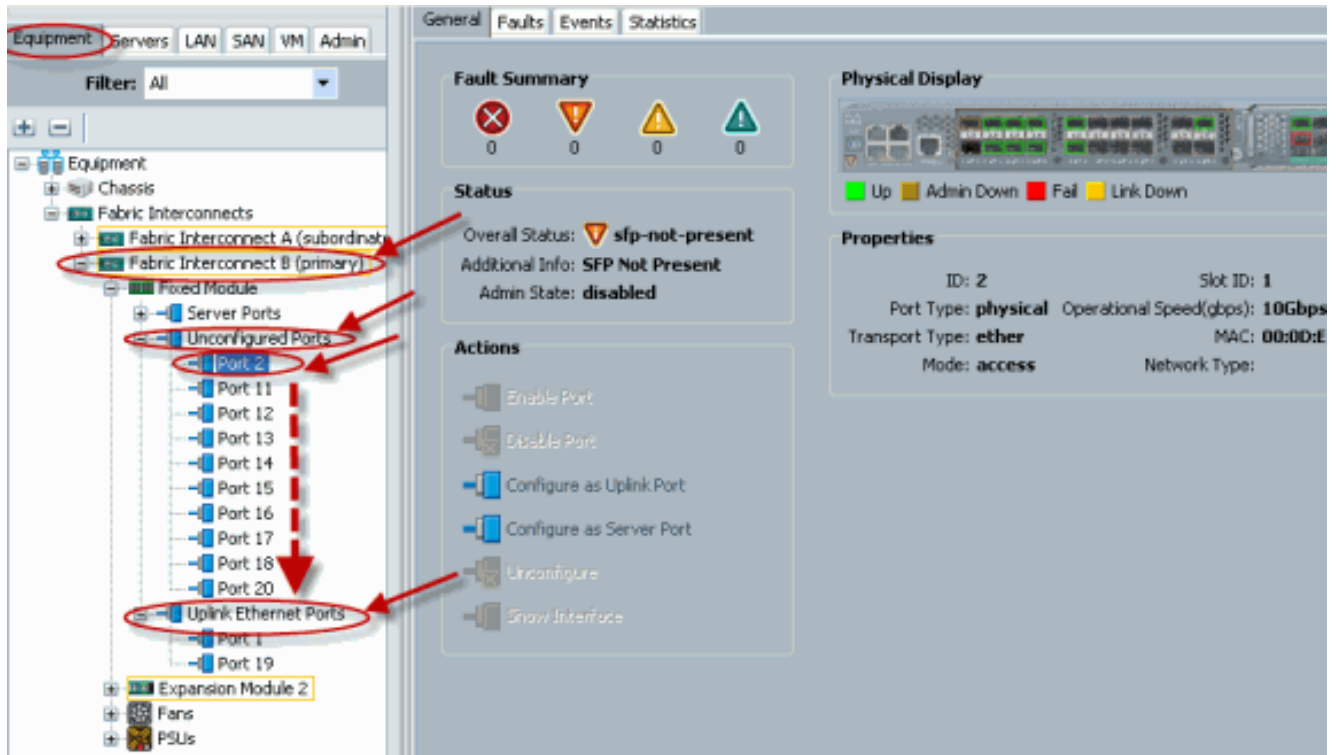 General Faults Events Statistics
Equipment Servers LAN SAN VM Admin
Filter: All
Equipment
Chassis
Fabric Interconnects
Fabric Interconnect A (subordinate
Fabric Interconnect B (primary)
Fixed Module
Server Ports
Unconfigured Ports
Port 2
Port 11
Port 12
Port 13
Port 14
Port 15
Port 16
Port 17
Port 18
Port 20
Uplink Ethernet Ports
Port 1
Port 19
Expansion Module 2
Fans
PSUs
Fault Summary
0 0 0 0
Status
Overall Status: sfp-not-present
Additional Info: SFP Not Present
Admin State: disabled
Actions
Enable Port
Disable Port
Configure as Uplink Port
Configure as Server Port
Unconfigure
Show Interface
Physical Display
Up Admin Down Fail Link Down
Properties
ID: 2 Slot ID: 1
Port Type: physical Operational Speed(gbps): 10Gbps
Transport Type: ether MAC: 00:0D:E
Mode: access Network Type: